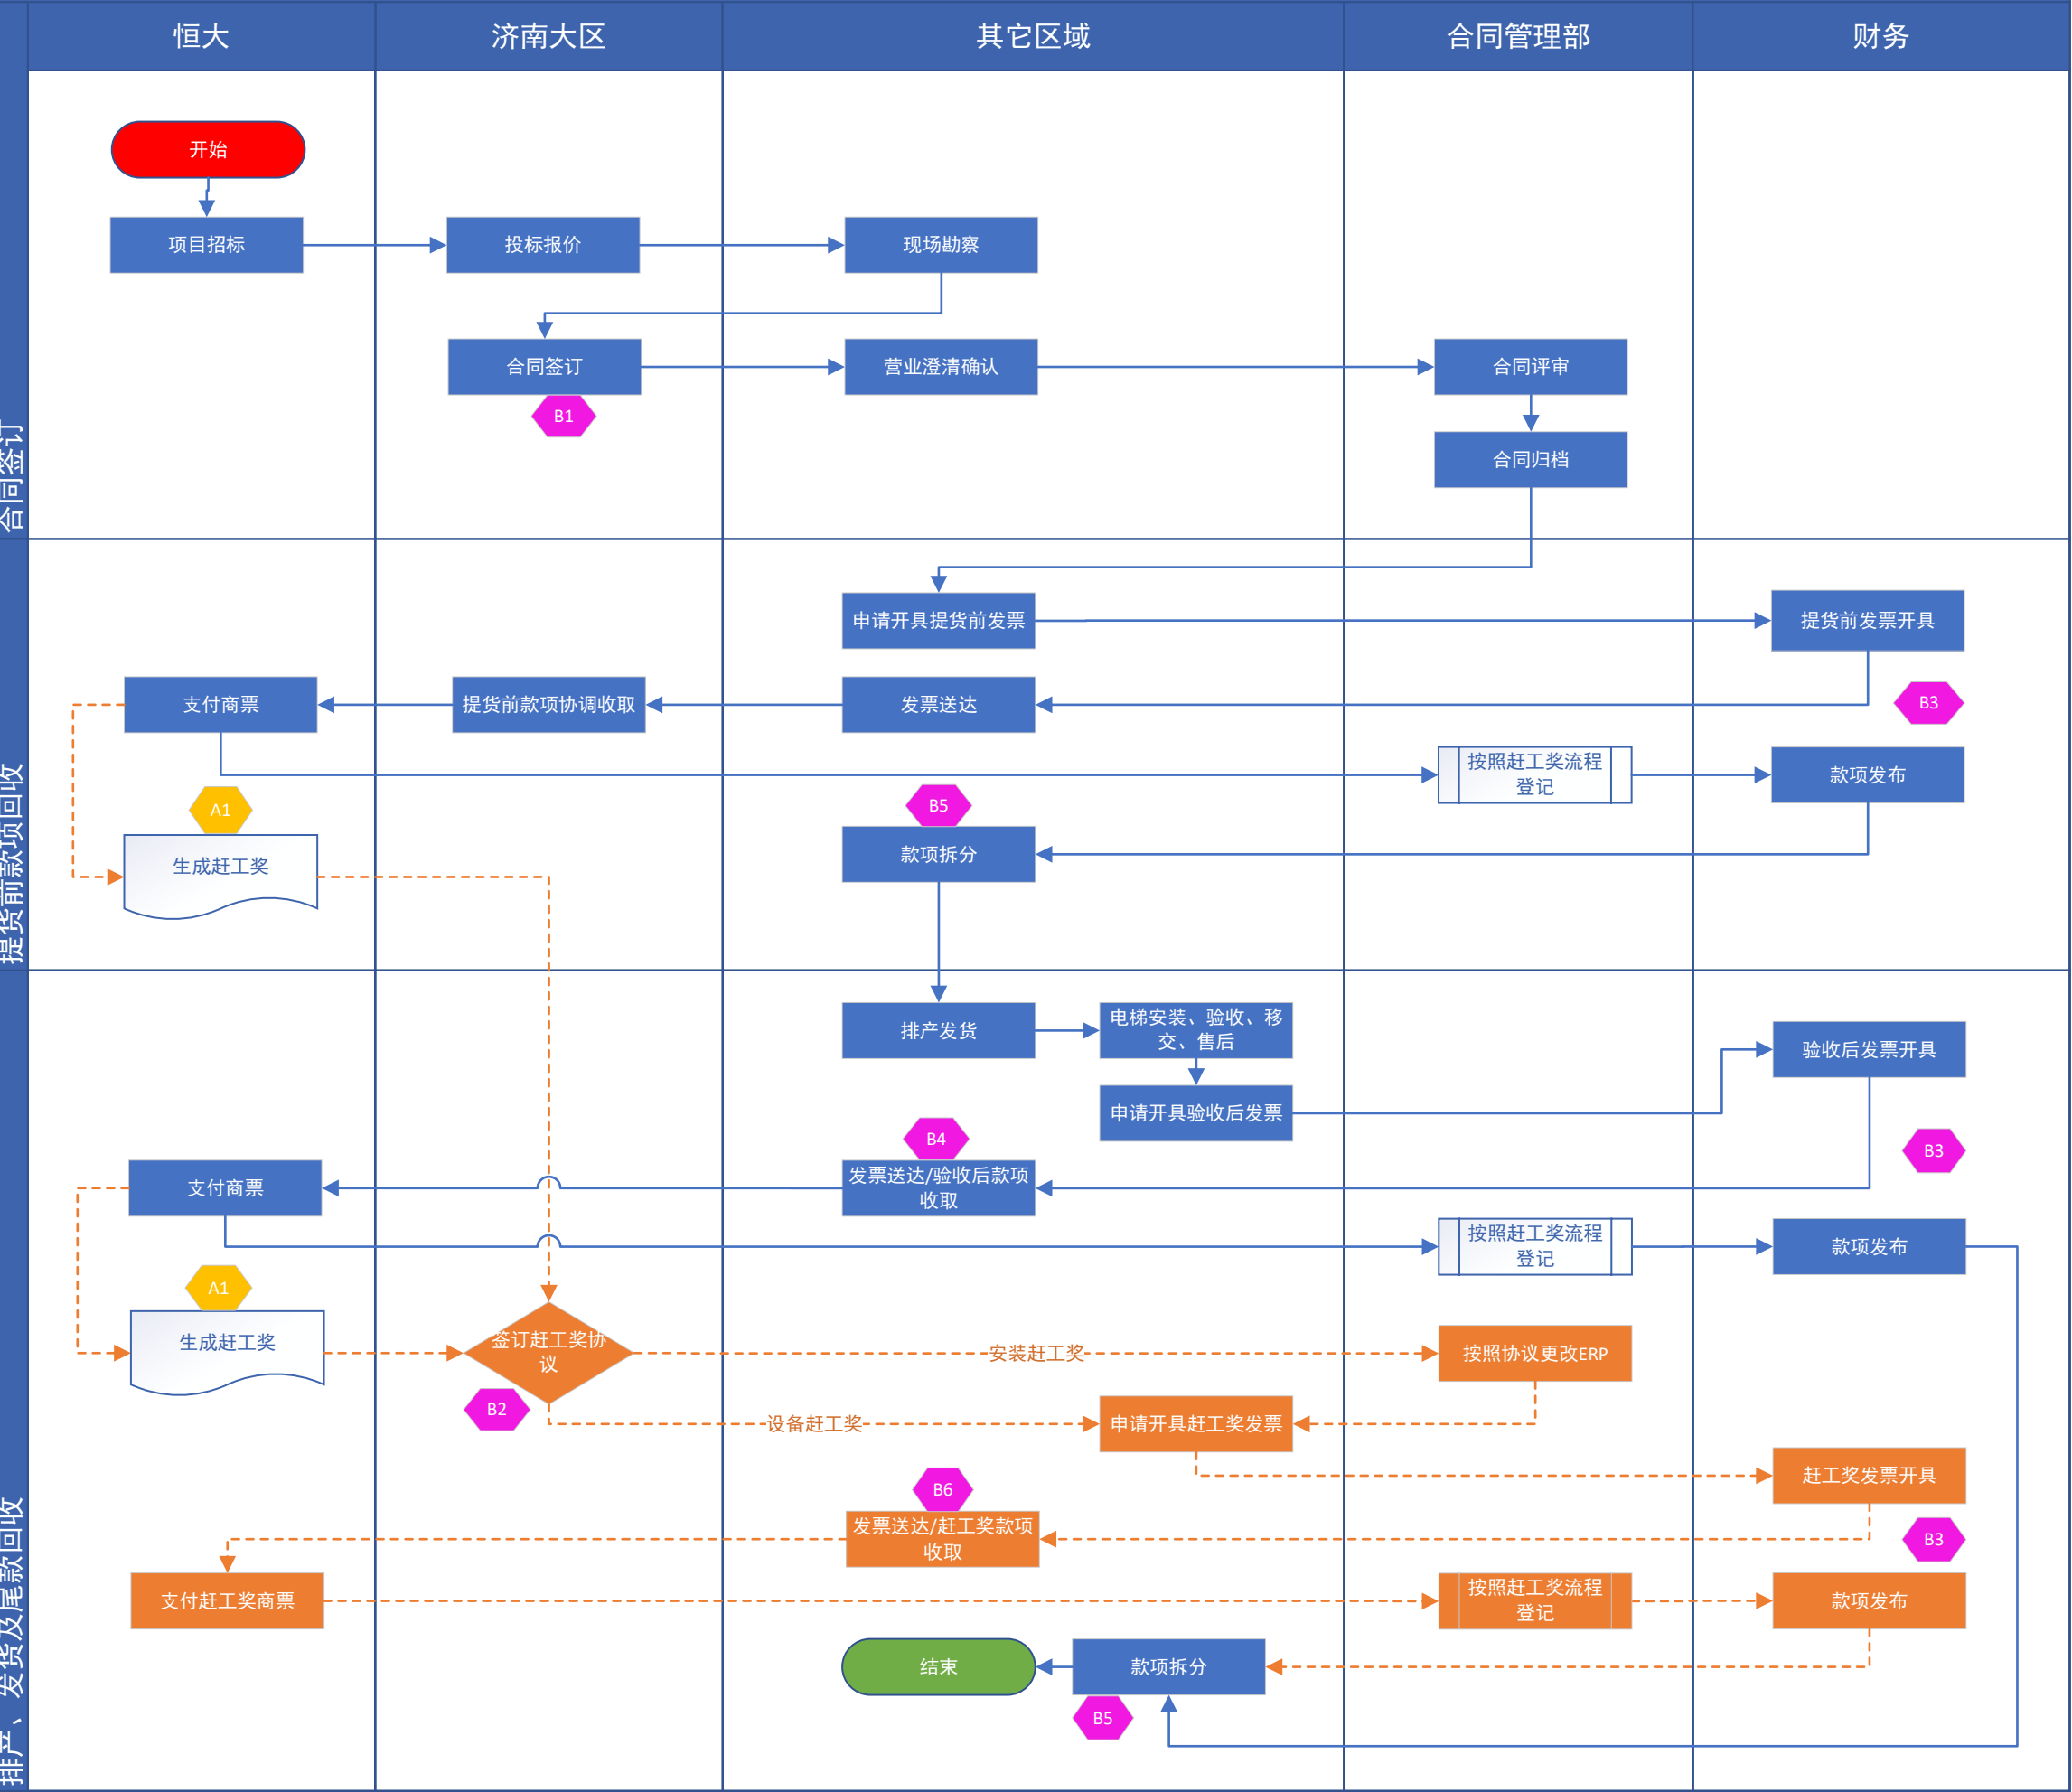 恒大
济南大区
其它区域
合同管理部
财务
合同签订
开始
项目招标
投标报价
现场勘察
合同签订
营业澄清确认
合同评审
B1
合同归档
提货前款项回收
申请开具提货前发票
提货前发票开具
支付商票
提货前款项协调收取
发票送达
B3
按照赶工奖流程
登记
款项发布
A1
B5
生成赶工奖
款项拆分
排产、发货及尾款回收
排产发货
电梯安装、验收、移
交、售后
验收后发票开具
申请开具验收后发票
B4
B3
支付商票
发票送达/验收后款项
收取
按照赶工奖流程
登记
款项发布
A1
生成赶工奖
签订赶工奖协
议
安装赶工奖
按照协议更改ERP
B2
设备赶工奖
申请开具赶工奖发票
赶工奖发票开具
B6
发票送达/赶工奖款项
收取
B3
支付赶工奖商票
按照赶工奖流程
登记
款项发布
结束
款项拆分
B5